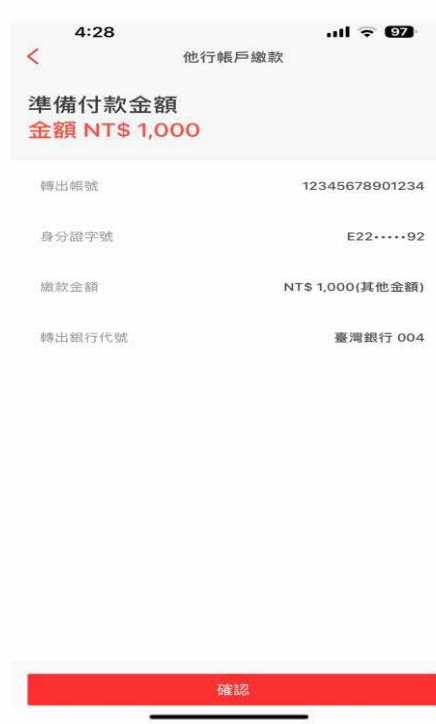 4:28
97
他行帳戶繳款
準備付款金額
金額 NT$ 1,000
轉出帳號 12345678901234
身分證字號 E22•••••92
繳款金額 NT$ 1,000(其他金額)
轉出銀行代號 臺灣銀行 004
確認